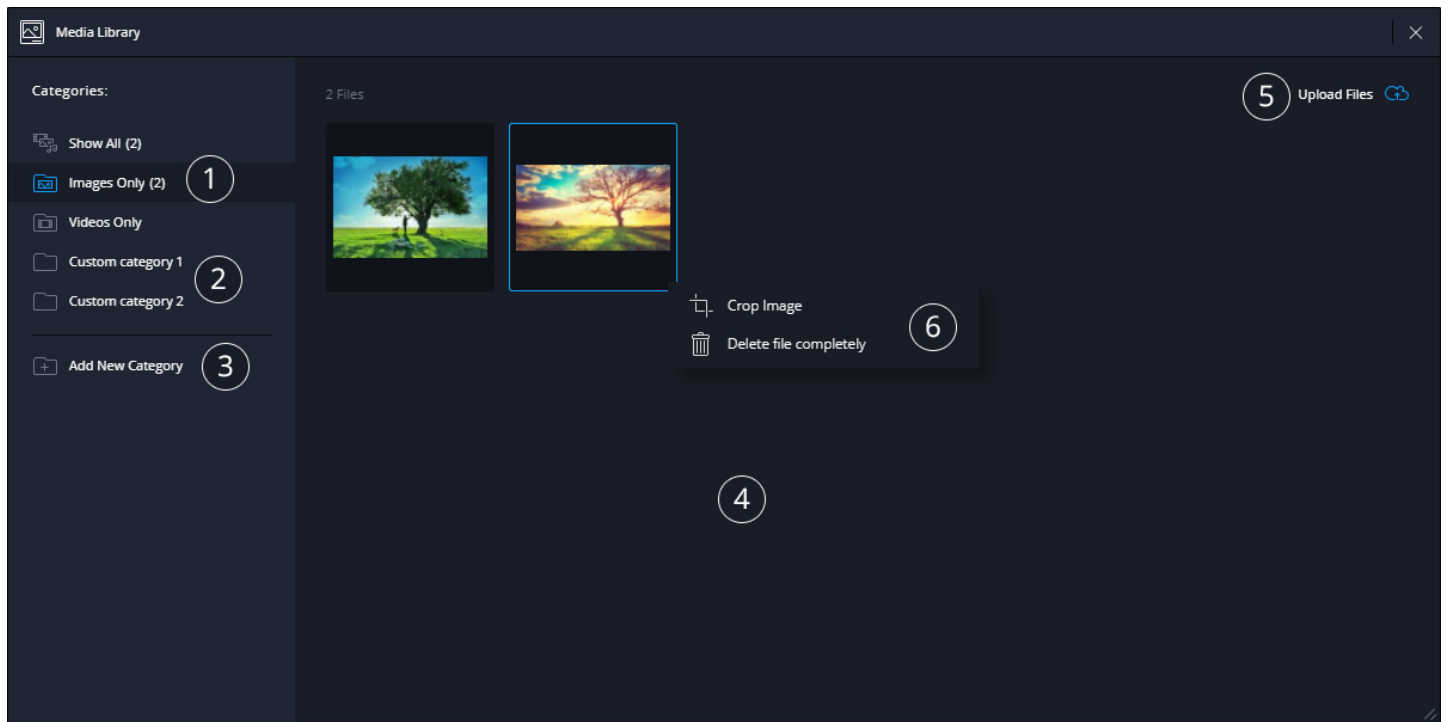 Media Library
Categories:
2 Files
5
Upload Files
Show All (2)
Images Only (2)
1
Videos Only
Custom category 1
2
Custom category 2
Add New Category
3
Crop Image
6
Delete file completely
4